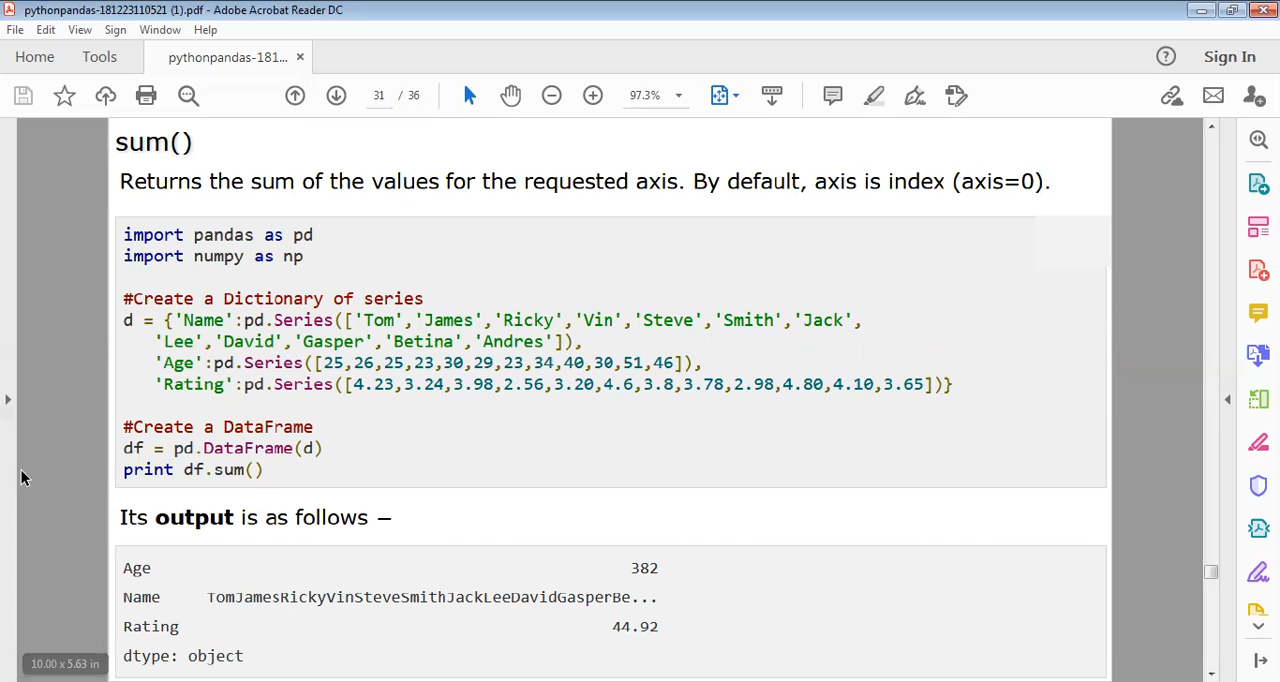 pythonpandas-181223110521 (1).pdf - Adobe Acrobat Reader DC
File Edit View Sign Window Help
Home Tools pythonpandas-181... × Sign In
31 / 36 97.3%
sum()
Returns the sum of the values for the requested axis. By default, axis is index (axis=0).
import pandas as pd
import numpy as np
#Create a Dictionary of series
d = {'Name':pd.Series(['Tom','James','Ricky','Vin','Steve','Smith','Jack',
'Lee','David','Gasper','Betina','Andres']),
'Age':pd.Series([25,26,25,23,30,29,23,34,40,30,51,46]),
'Rating':pd.Series([4.23,3.24,3.98,2.56,3.20,4.6,3.8,3.78,2.98,4.80,4.10,3.65])}
#Create a DataFrame
df = pd.DataFrame(d)
print df.sum()
Its output is as follows −
Age 382
Name TomJamesRickyVinSteveSmithJackLeeDavidGasperBe...
Rating 44.92
dtype: object
10.00 x 5.63 in